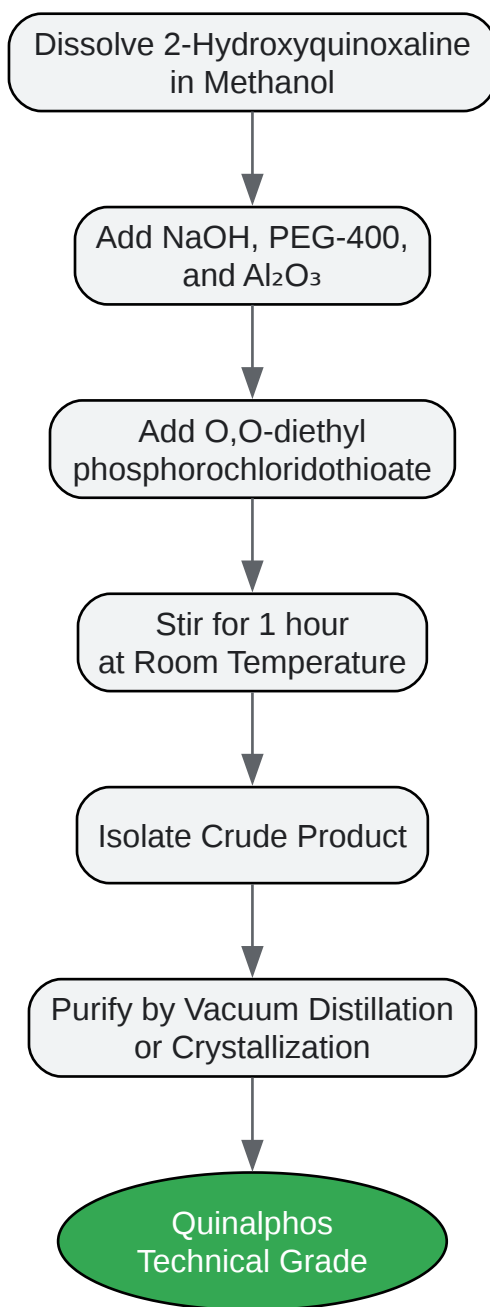 Dissolve 2-Hydroxyquinoxaline
in Methanol
Add NaOH, PEG-400,
and Al₂O₃
Add O,O-diethyl
phosphorochloridothioate
Stir for 1 hour
at Room Temperature
Isolate Crude Product
Purify by Vacuum Distillation
or Crystallization
Quinalphos
Technical Grade